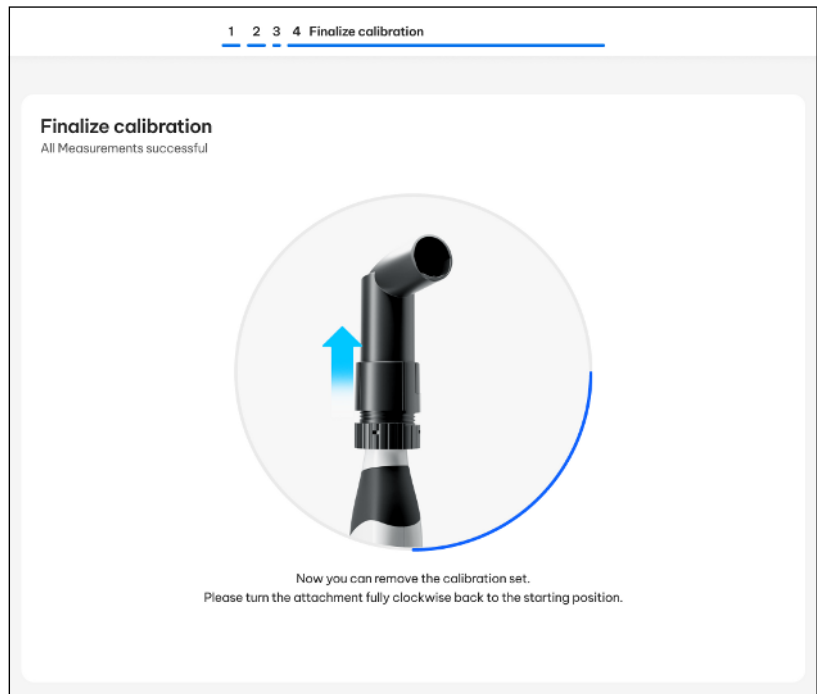 1 2 3 4 Finalize calibration
Finalize calibration
All Measurements successful
Now you can remove the calibration set.
Please turn the attachment fully clockwise back to the starting position.